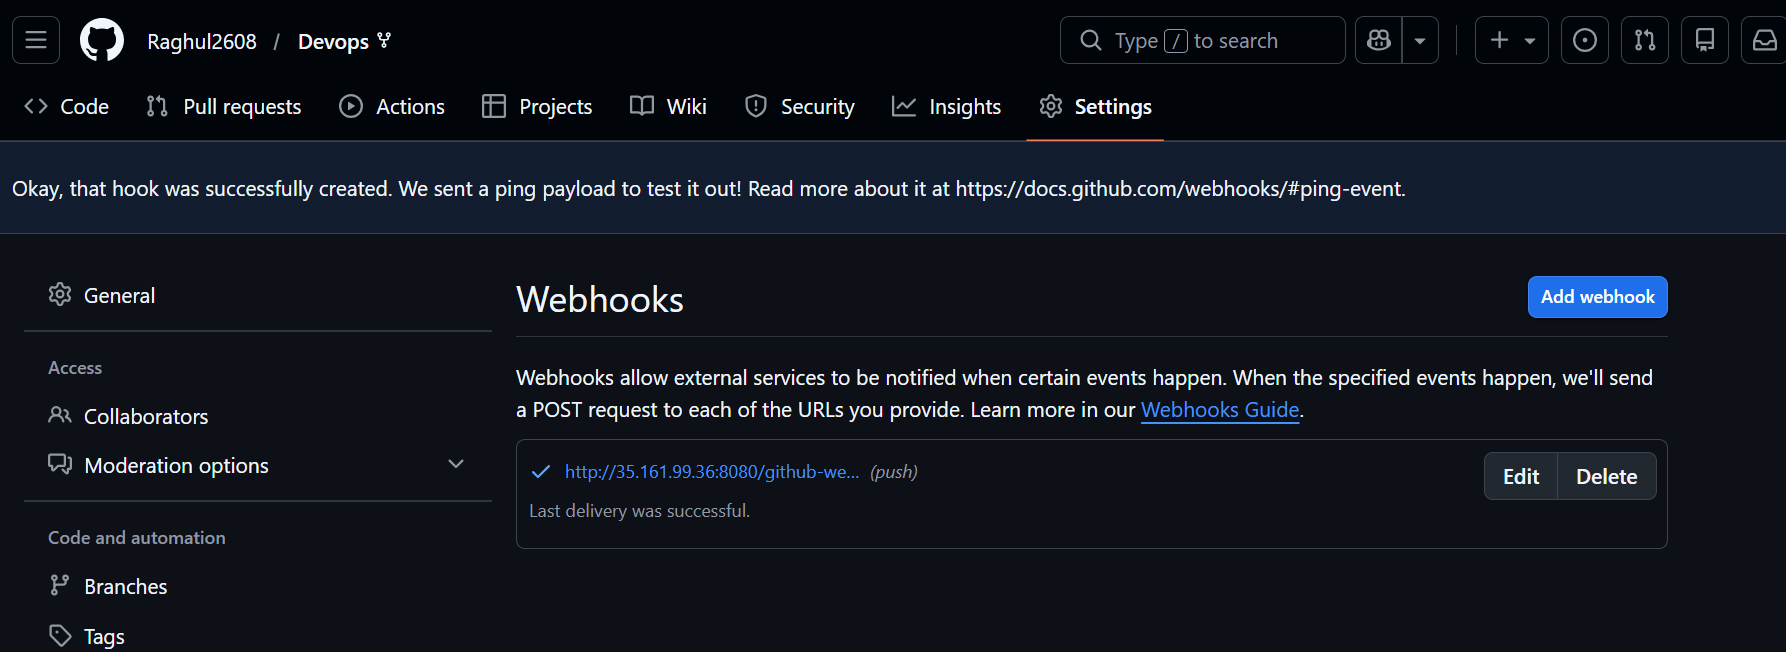 Raghul2608 / Devops
Type / to search
Code Pull requests Actions Projects Wiki Security Insights Settings
Okay, that hook was successfully created. We sent a ping payload to test it out! Read more about it at https://docs.github.com/webhooks/#ping-event.
General
Access
Collaborators
Moderation options
Code and automation
Branches
Tags
Webhooks
Add webhook
Webhooks allow external services to be notified when certain events happen. When the specified events happen, we'll send
a POST request to each of the URLs you provide. Learn more in our Webhooks Guide.
http://35.161.99.36:8080/github-we... (push)
Edit Delete
Last delivery was successful.